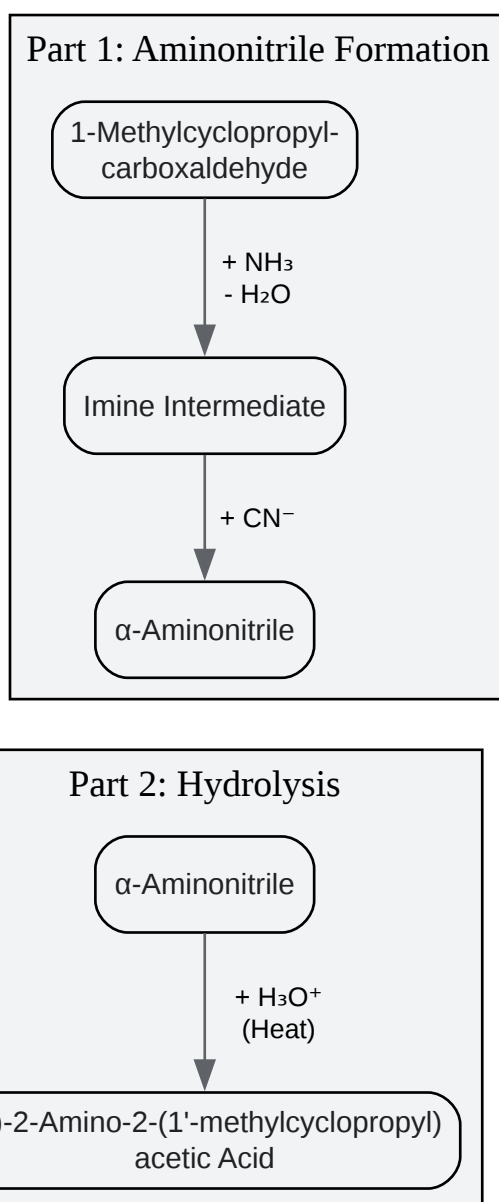 Part 1: Aminonitrile Formation
1-Methylcyclopropyl-
carboxaldehyde
+ NH₃
- H₂O
Imine Intermediate
+ CN⁻
α-Aminonitrile
Part 2: Hydrolysis
α-Aminonitrile
+ H₃O⁺
(Heat)
)-2-Amino-2-(1'-methylcyclopropyl)
acetic Acid